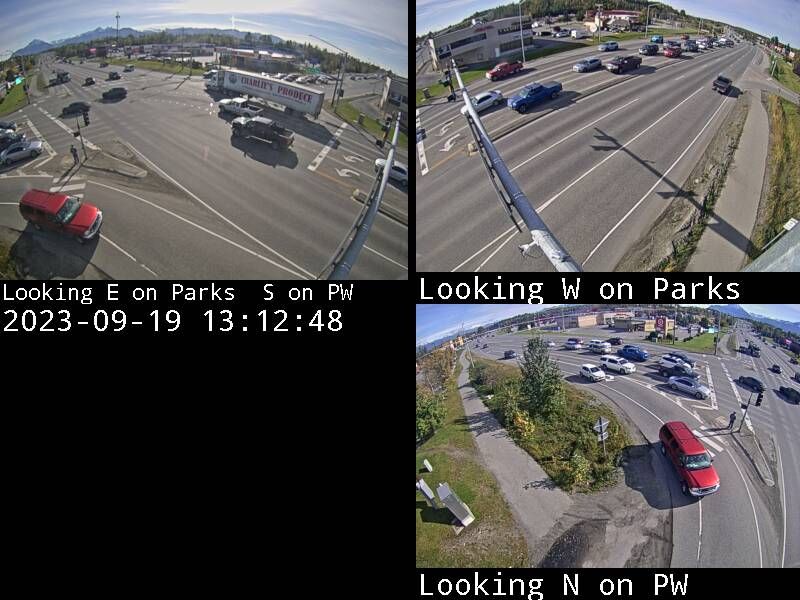 CHARLIE'S PRODUCE
Looking E on Parks  S on PW
2023-09-19 13:12:48
Looking W on Parks
Looking N on PW